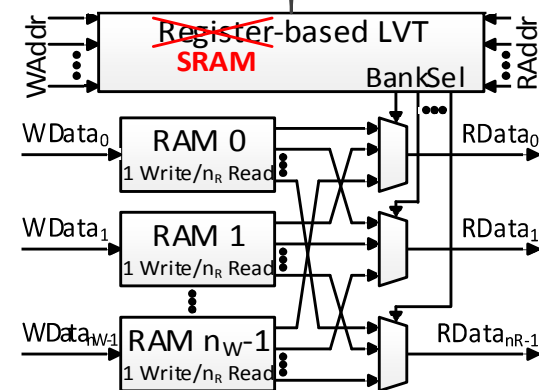 Register-based LVT
SRAM
WAddr
RAddr
BankSel
WData0
RAM 0
1 Write/nR Read
RData0
WData1
RAM 1
1 Write/nR Read
RData1
WDatanW-1
RAM nW-1
1 Write/nR Read
RDatanR-1